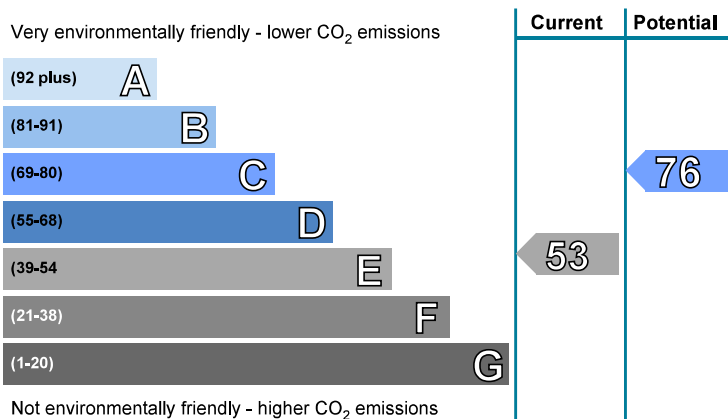 Very environmentally friendly - lower CO2 emissions
Current
Potential
(92 plus) A
(81-91) B
(69-80) C
76
(55-68) D
(39-54 E
53
(21-38) F
(1-20) G
Not environmentally friendly - higher CO2 emissions